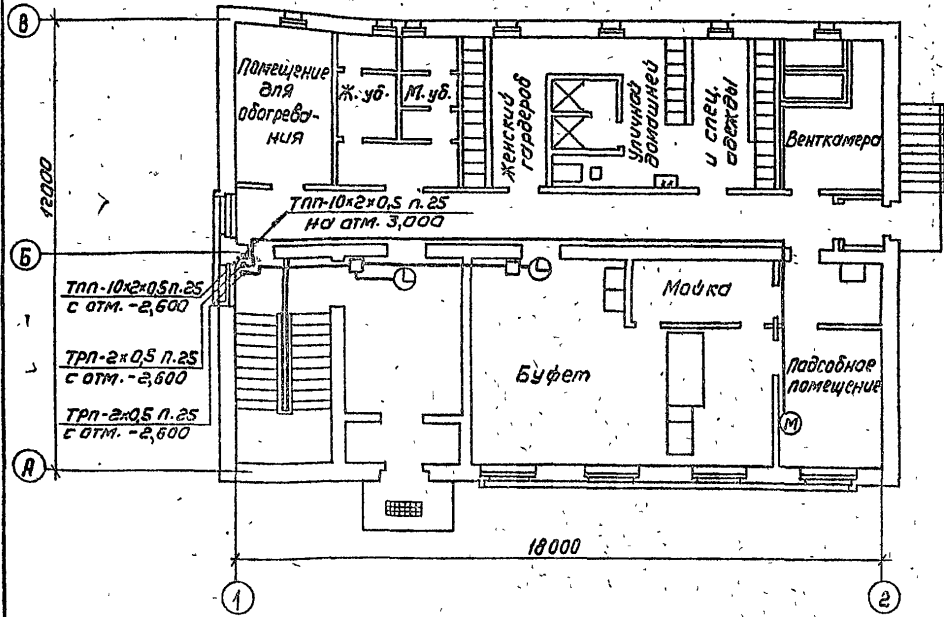 В
Помещение
для
обогрева-
ния
Ж. уб.
М. уб.
Женский
гардероб
Уличной
домашней
и спец.
одежды
Венткамера
12000
ТПП-10×2×0,5 п.25
на отм. 3,000
Б
ТПП-10×2×0,5 п.25
с отм. -2,600
ТРП-2×0,5 п.25
с отм. -2,600
ТРП-2×0,5 п.25
с отм. -2,600
Мойка
Буфет
Подсобное
помещение
М
А
18000
1
2